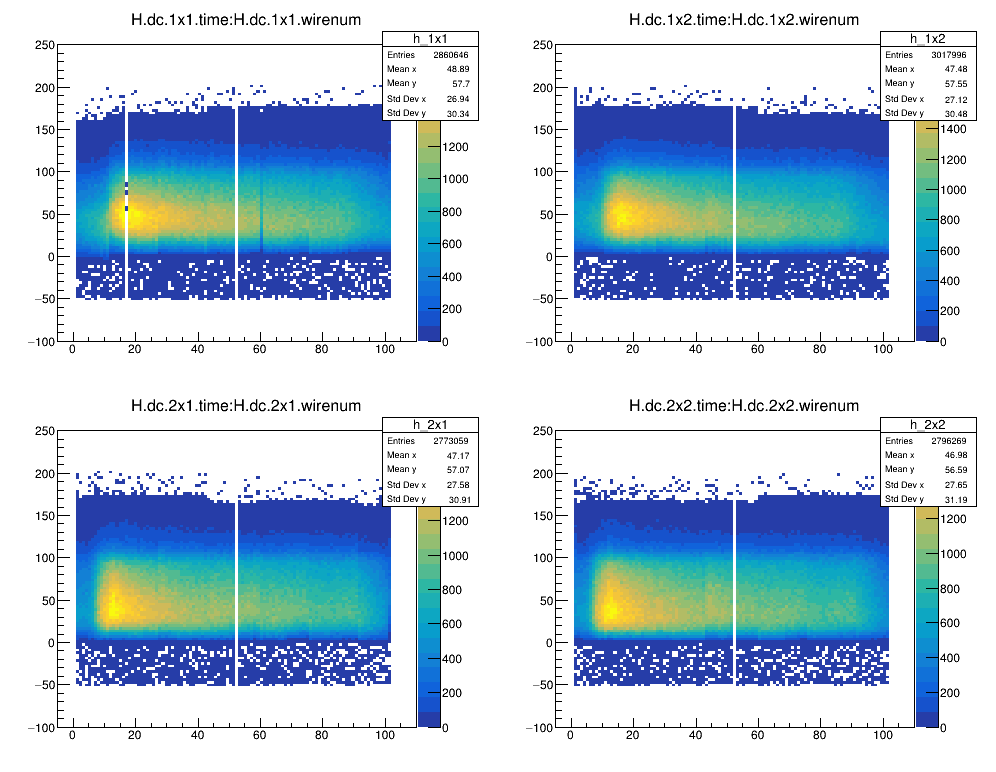 H.dc.1x1.time:H.dc.1x1.wirenum
h_1x1
Entries 2860646
Mean x 48.89
Mean y 57.7
Std Dev x 26.94
Std Dev y 30.34
250
200
150
100
50
0
−50
−100
0 20 40 60 80 100
1200
1000
800
600
400
200
0
H.dc.1x2.time:H.dc.1x2.wirenum
h_1x2
Entries 3017996
Mean x 47.48
Mean y 57.55
Std Dev x 27.12
Std Dev y 30.48
250
200
150
100
50
0
−50
−100
0 20 40 60 80 100
1400
1200
1000
800
600
400
200
0
H.dc.2x1.time:H.dc.2x1.wirenum
h_2x1
Entries 2773059
Mean x 47.17
Mean y 57.07
Std Dev x 27.58
Std Dev y 30.91
250
200
150
100
50
0
−50
−100
0 20 40 60 80 100
1200
1000
800
600
400
200
0
H.dc.2x2.time:H.dc.2x2.wirenum
h_2x2
Entries 2796269
Mean x 46.98
Mean y 56.59
Std Dev x 27.65
Std Dev y 31.19
250
200
150
100
50
0
−50
−100
0 20 40 60 80 100
1200
1000
800
600
400
200
0